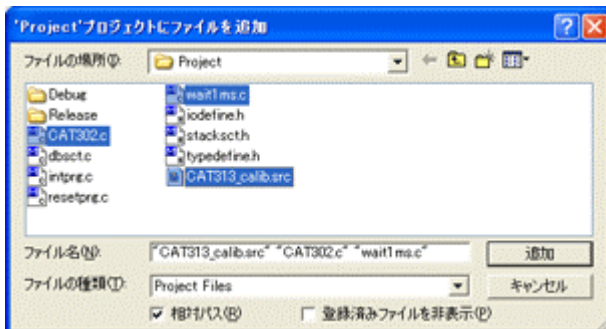 'Project'プロジェクトにファイルを追加
ファイルの場所(I):
Project
Debug
Release
CAT302.c
dbsct.c
intprg.c
resetprg.c
wait1ms.c
iodefine.h
stacksct.h
typedefine.h
CAT313_calib.src
ファイル名(N):
"CAT313_calib.src" "CAT302.c" "wait1ms.c"
追加
ファイルの種類(T):
Project Files
キャンセル
相対パス(R)
登録済みファイルを非表示(P)